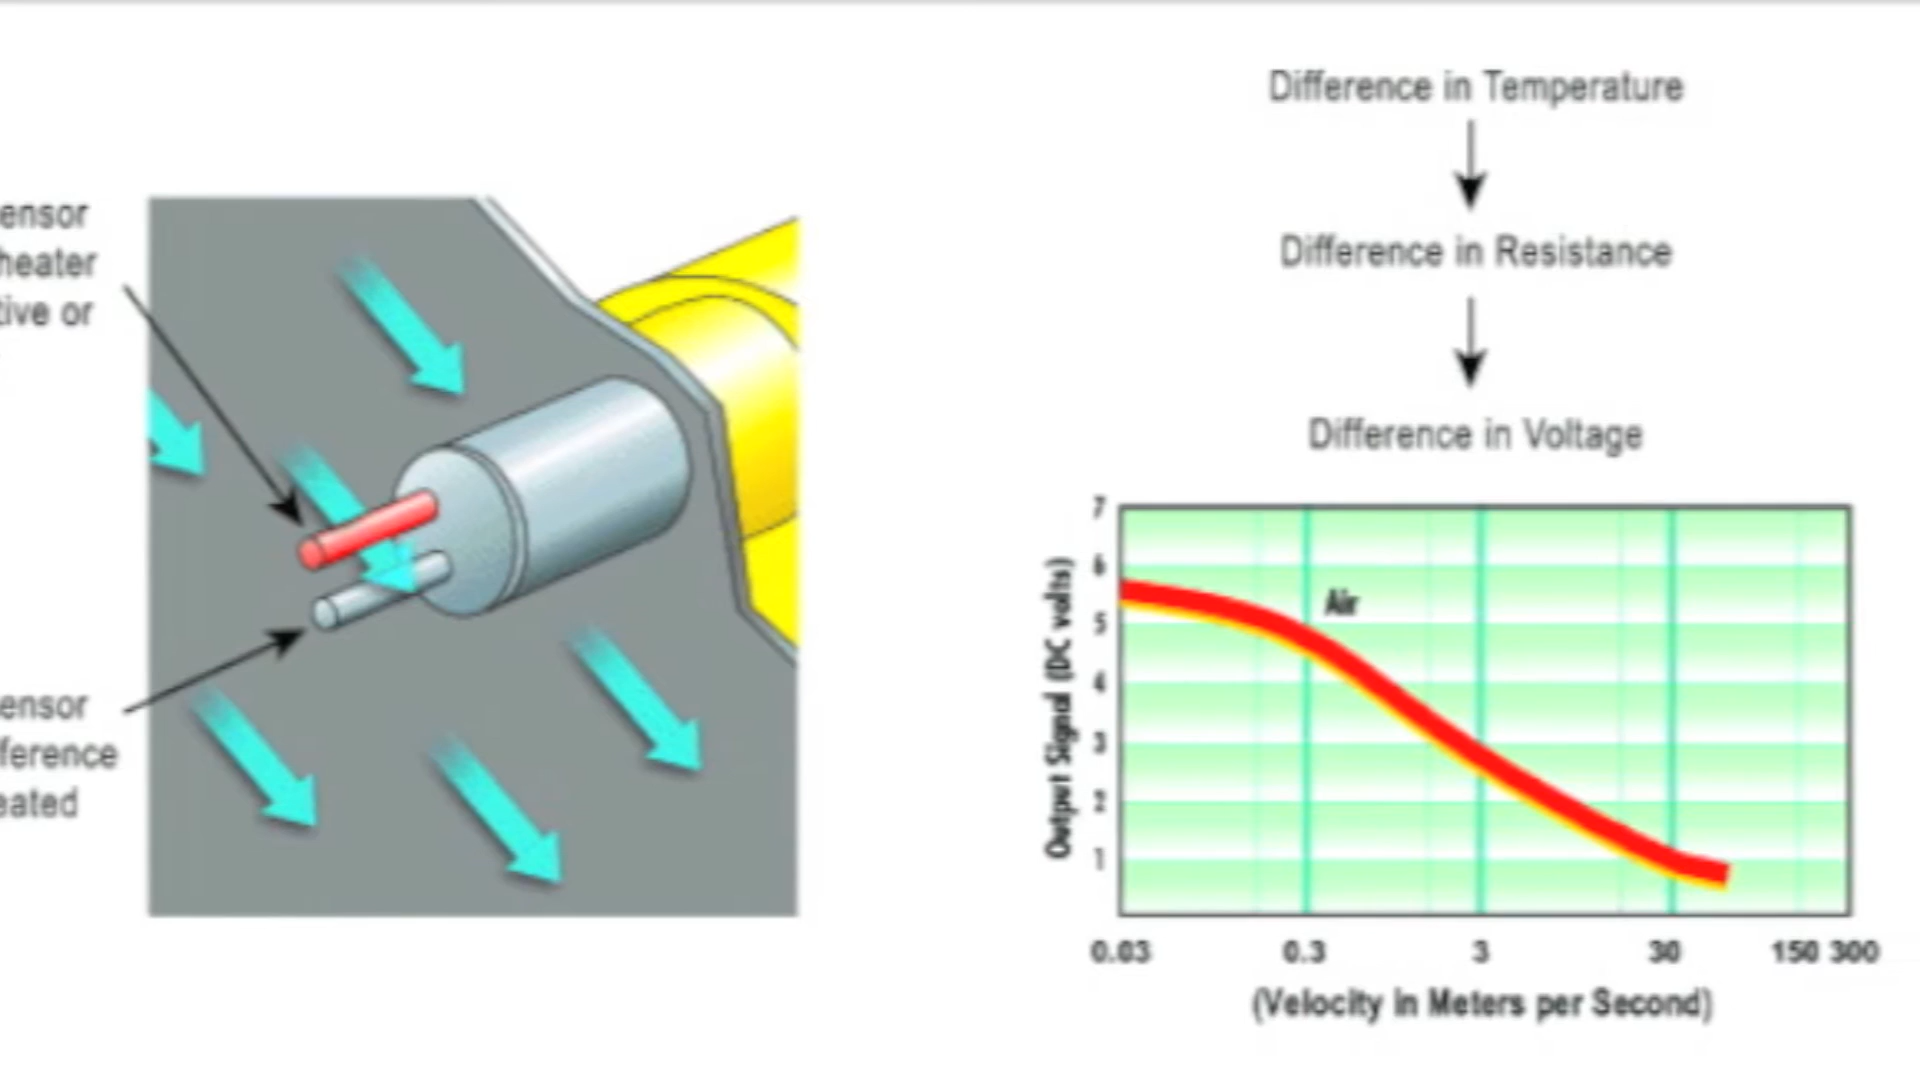 ensor
heater
tive or
ensor
ference
eated
Difference in Temperature
Difference in Resistance
Difference in Voltage
7
6
5
4
3
2
1
Output Signal (DC volts)
Air
0.03 0.3 3 30 150 300
(Velocity in Meters per Second)